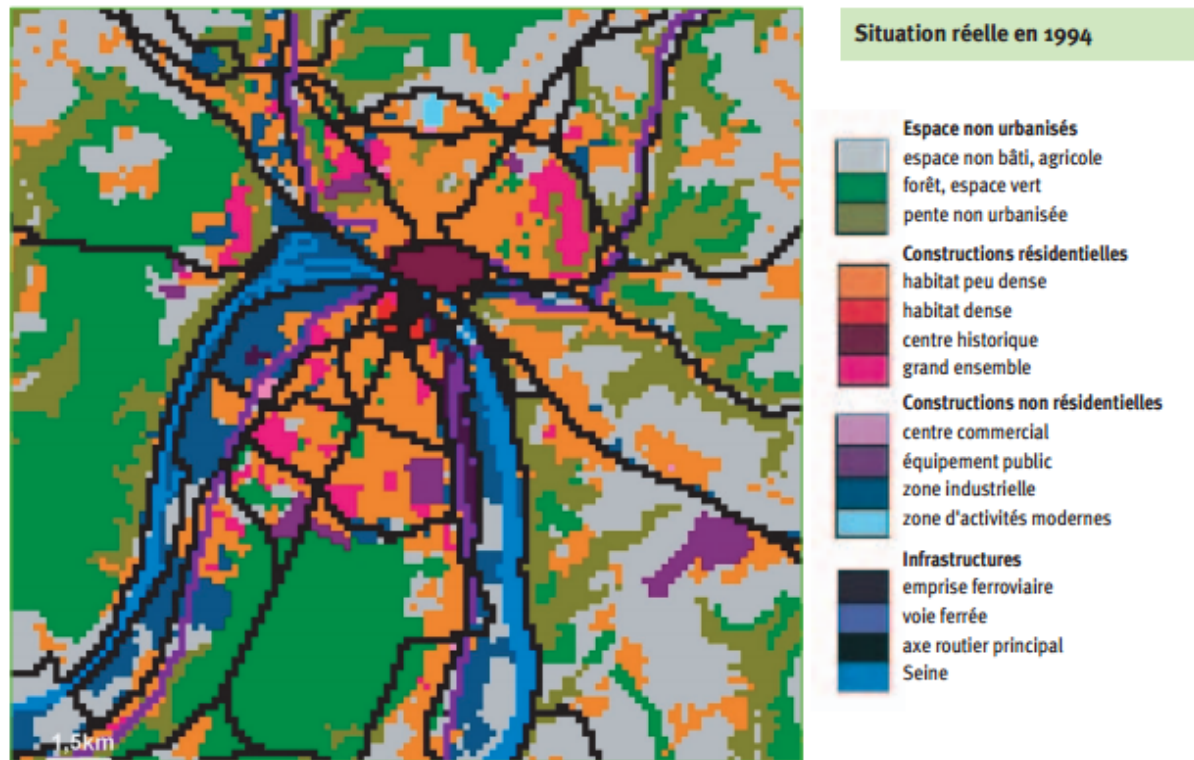 Situation réelle en 1994
Espace non urbanisés
espace non bâti, agricole
forêt, espace vert
pente non urbanisée
Constructions résidentielles
habitat peu dense
habitat dense
centre historique
grand ensemble
Constructions non résidentielles
centre commercial
équipement public
zone industrielle
zone d'activités modernes
Infrastructures
emprise ferroviaire
voie ferrée
axe routier principal
Seine
1,5km